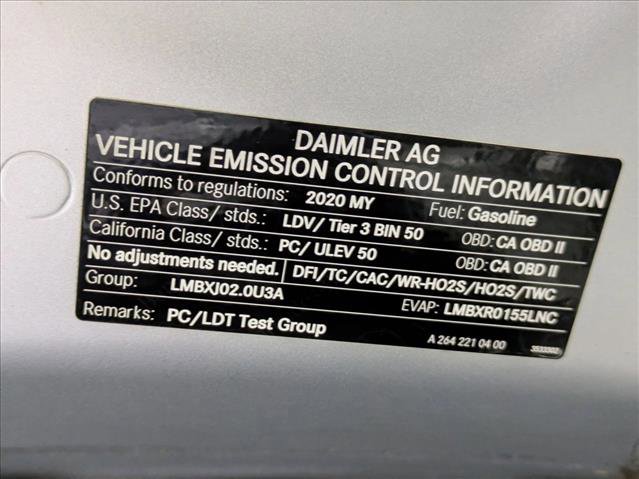 DAIMLER AG
VEHICLE EMISSION CONTROL INFORMATION
Conforms to regulations: 2020 MY Fuel: Gasoline
U.S. EPA Class/ stds.: LDV/ Tier 3 BIN 50 OBD: CA OBD II
California Class/ stds.: PC/ ULEV 50 OBD: CA OBD II
No adjustments needed. DFI/TC/CAC/WR-HO2S/HO2S/TWC
Group: LMBXJ02.0U3A EVAP: LMBXR0155LNC
Remarks: PC/LDT Test Group A 264 221 04 00